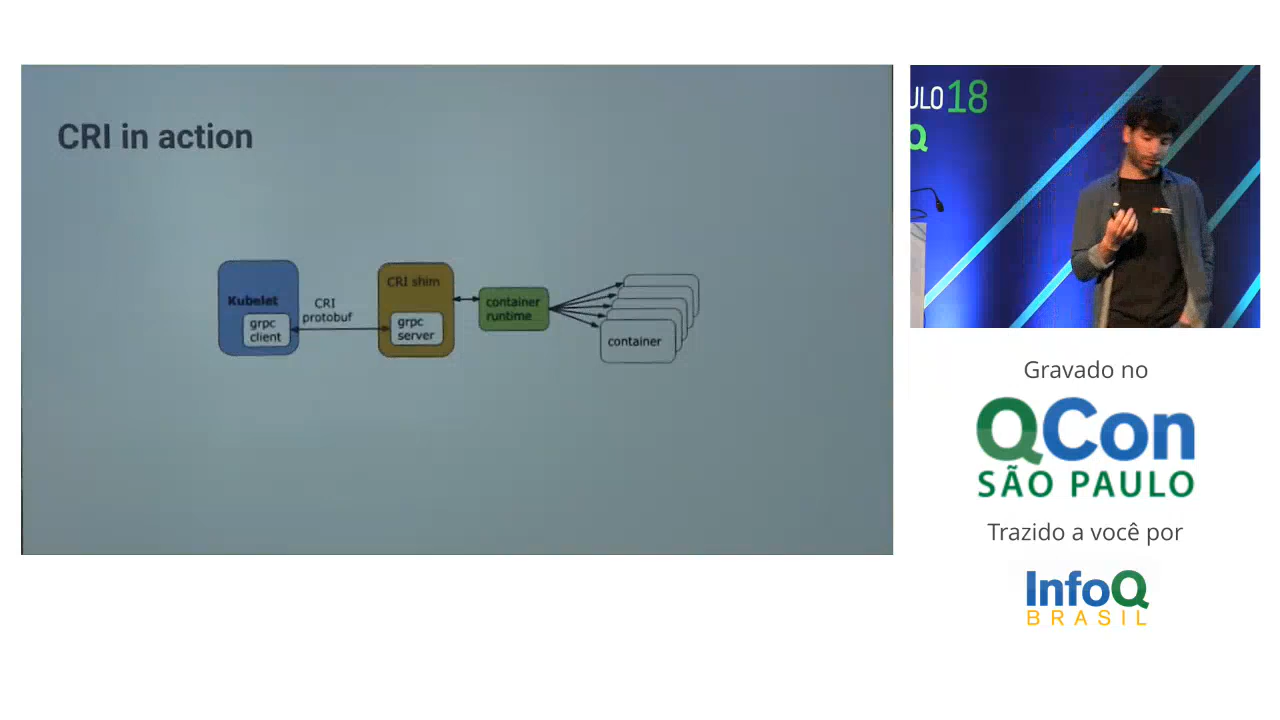 CRI in action
Kubelet
grpc
client
CRI
protobuf
CRI shim
grpc
server
container
runtime
container
ULO 18
Q
Gravado no
QCon
SÃO PAULO
Trazido a você por
InfoQ
BRASIL